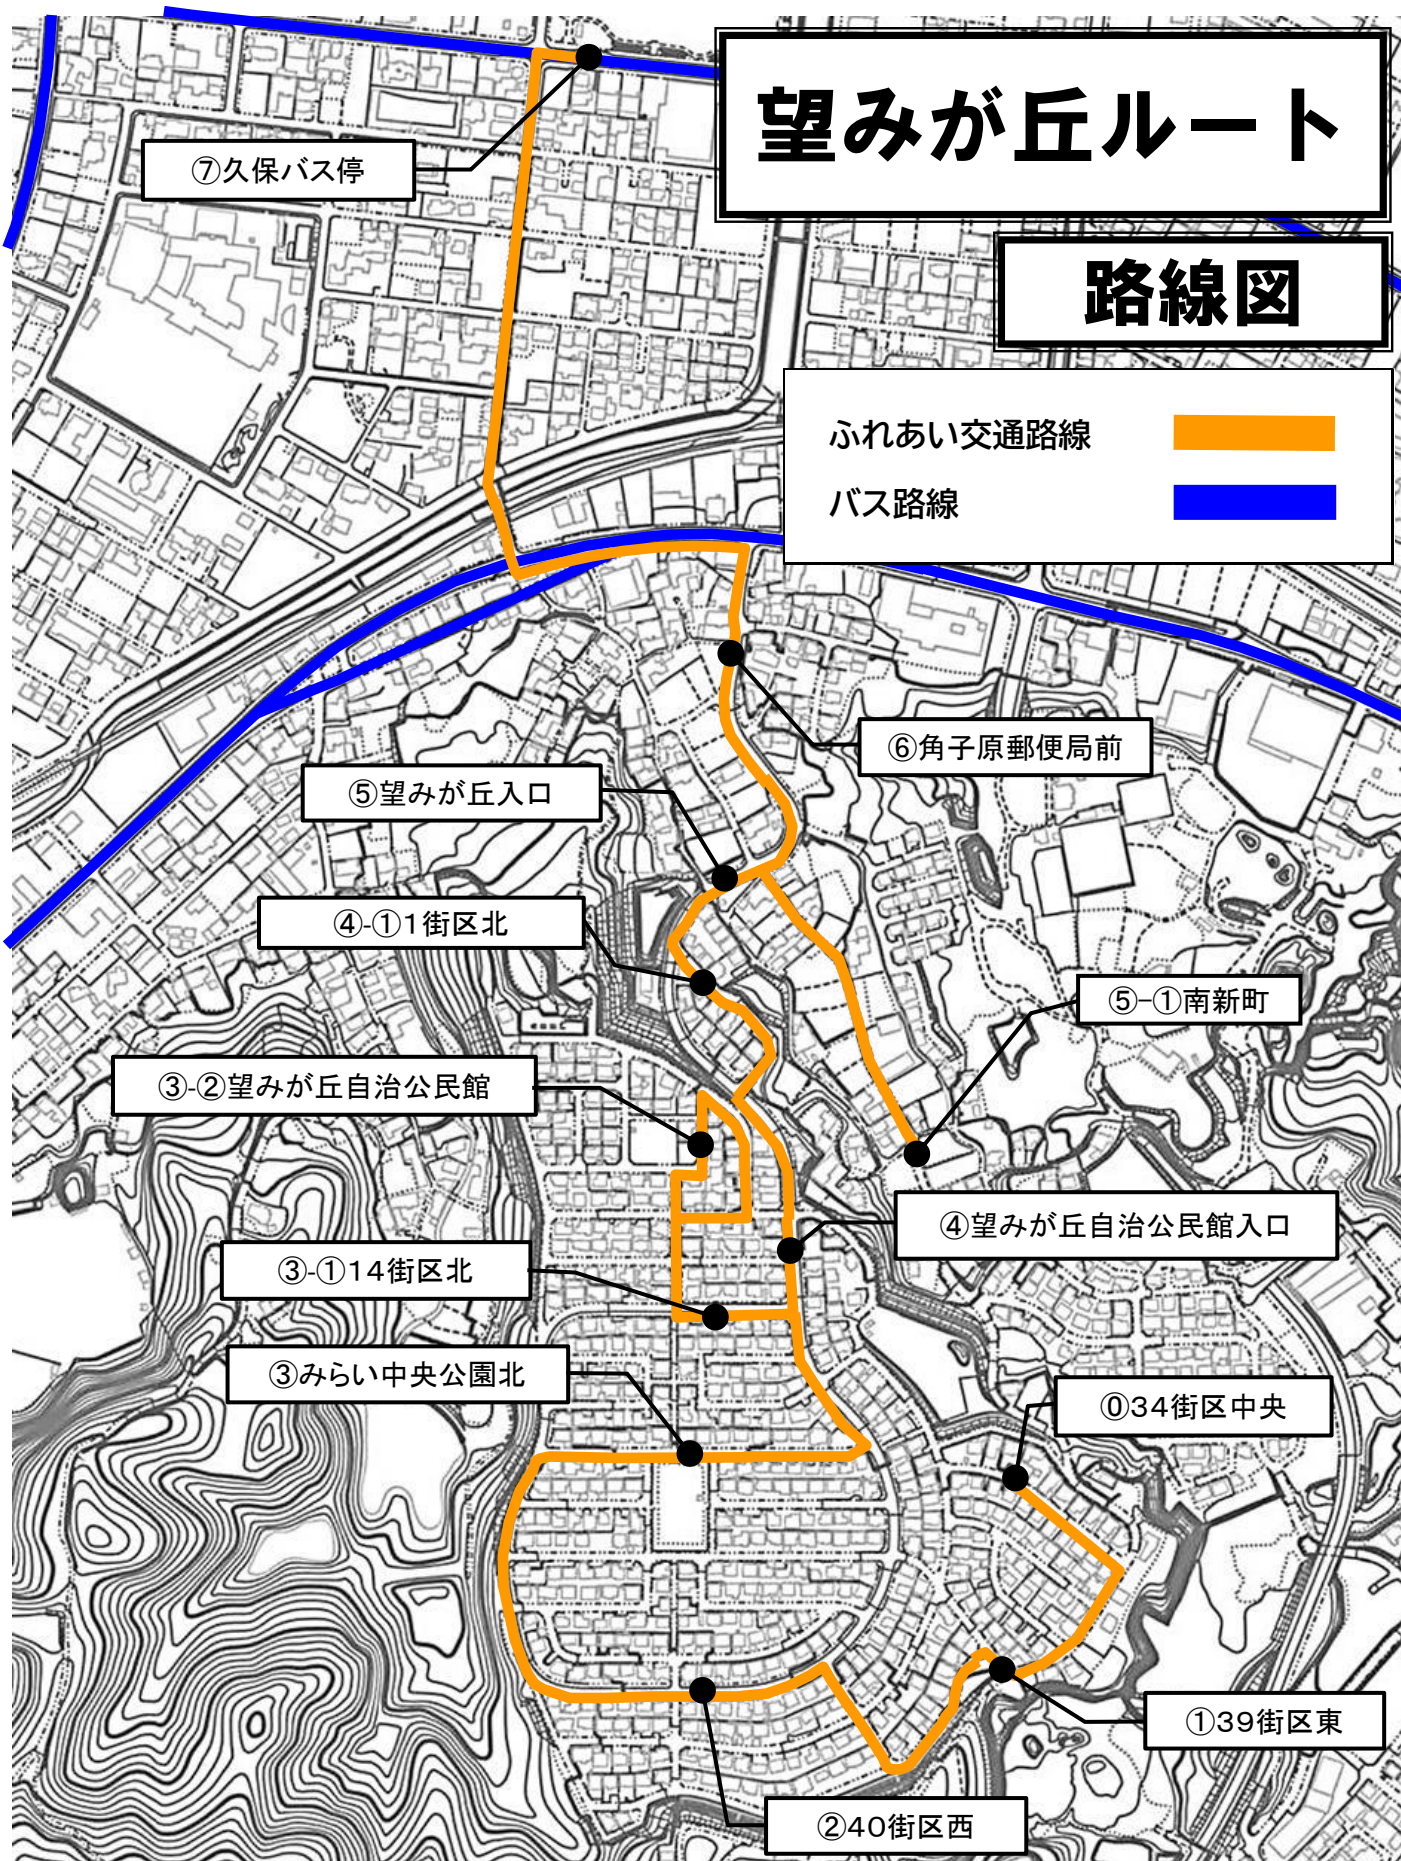 望みが丘ルート
⑦久保バス停
路線図
ふれあい交通路線
バス路線
⑥角子原郵便局前
⑤望みが丘入口
④-①1街区北
⑤-①南新町
③-②望みが丘自治公民館
④望みが丘自治公民館入口
③-①14街区北
③みらい中央公園北
⓪34街区中央
①39街区東
②40街区西